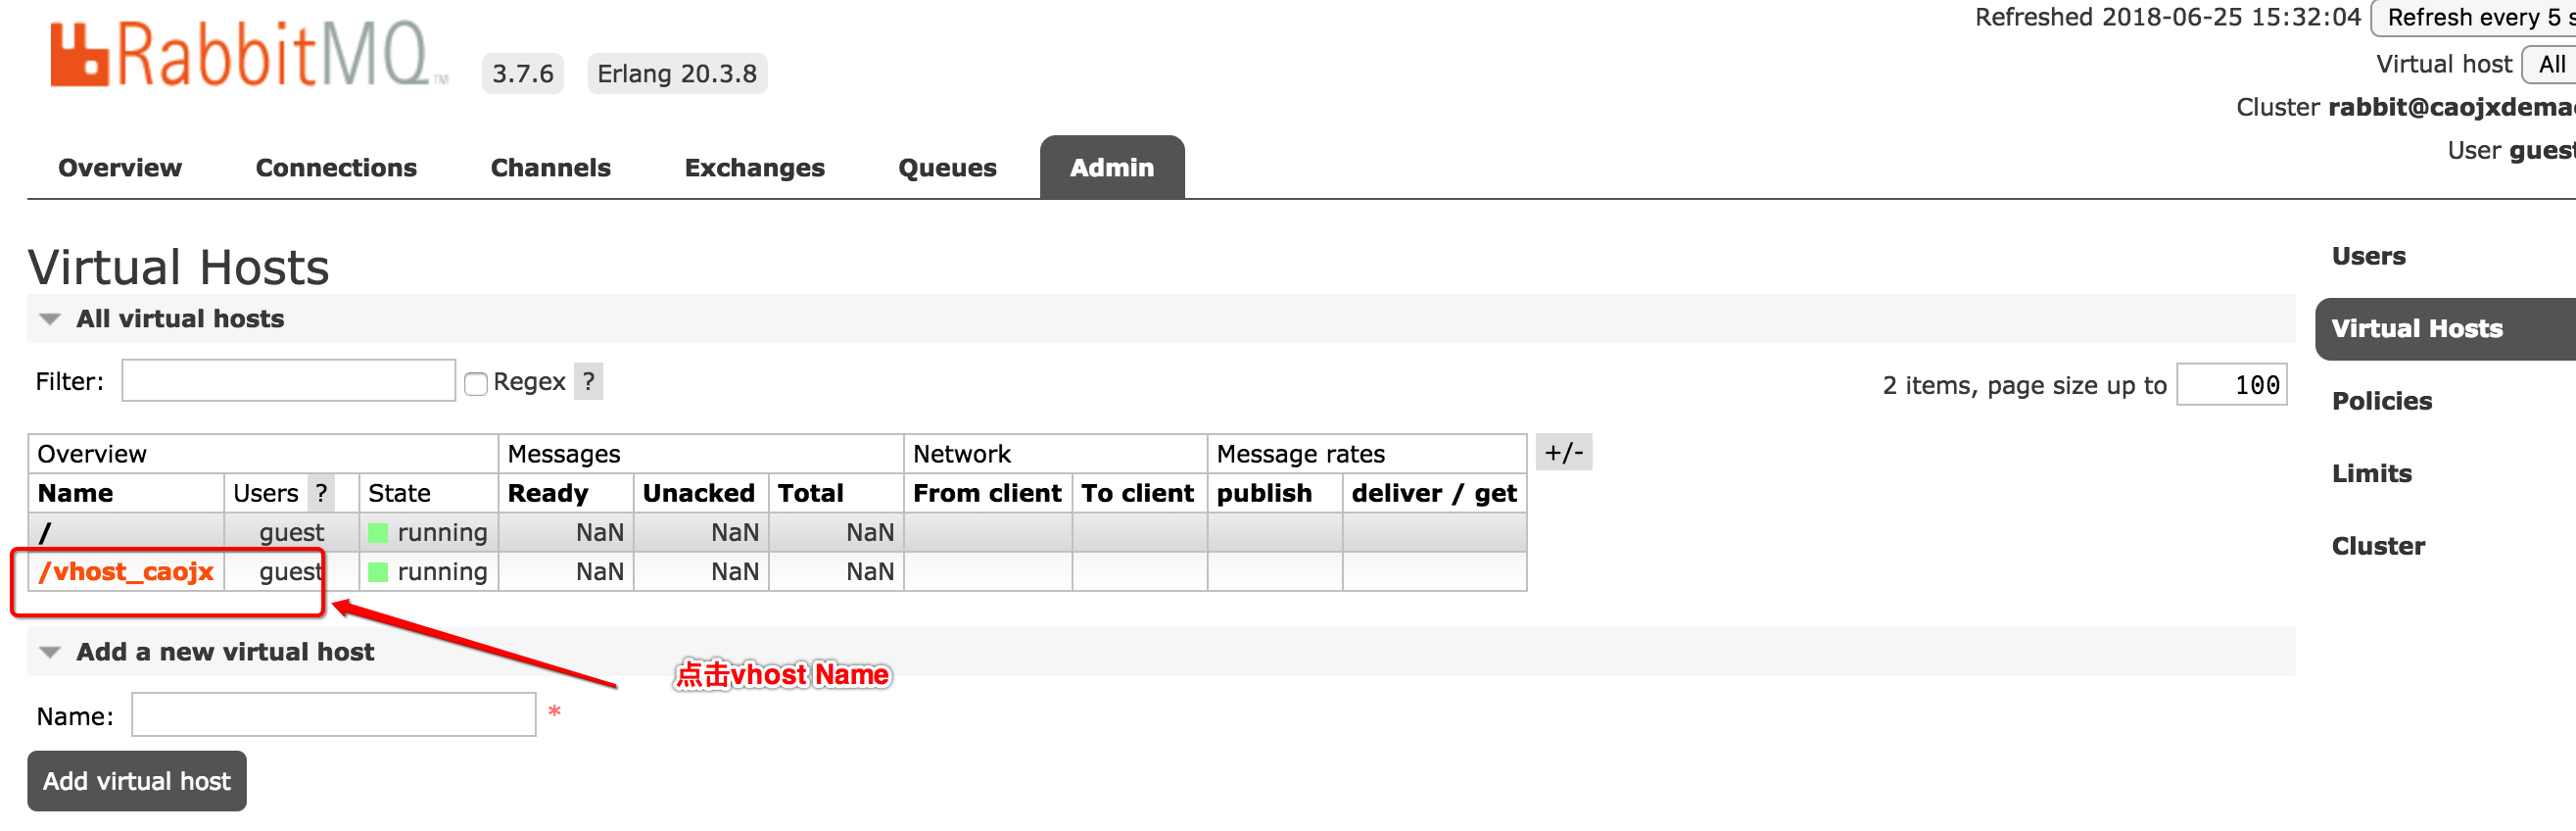 Refreshed 2018-06-25 15:32:04 Refresh every 5 s
RabbitMQ TM 3.7.6 Erlang 20.3.8
Virtual host All
Cluster rabbit@caojxdema
User guest
Overview Connections Channels Exchanges Queues Admin
Virtual Hosts
All virtual hosts
Filter: Regex ?
2 items, page size up to 100
Overview Messages Network Message rates +/-
Name Users ? State Ready Unacked Total From client To client publish deliver / get
/ guest running NaN NaN NaN
/vhost_caojx guest running NaN NaN NaN
Add a new virtual host
点击vhost Name
Name: *
Add virtual host
Users
Virtual Hosts
Policies
Limits
Cluster